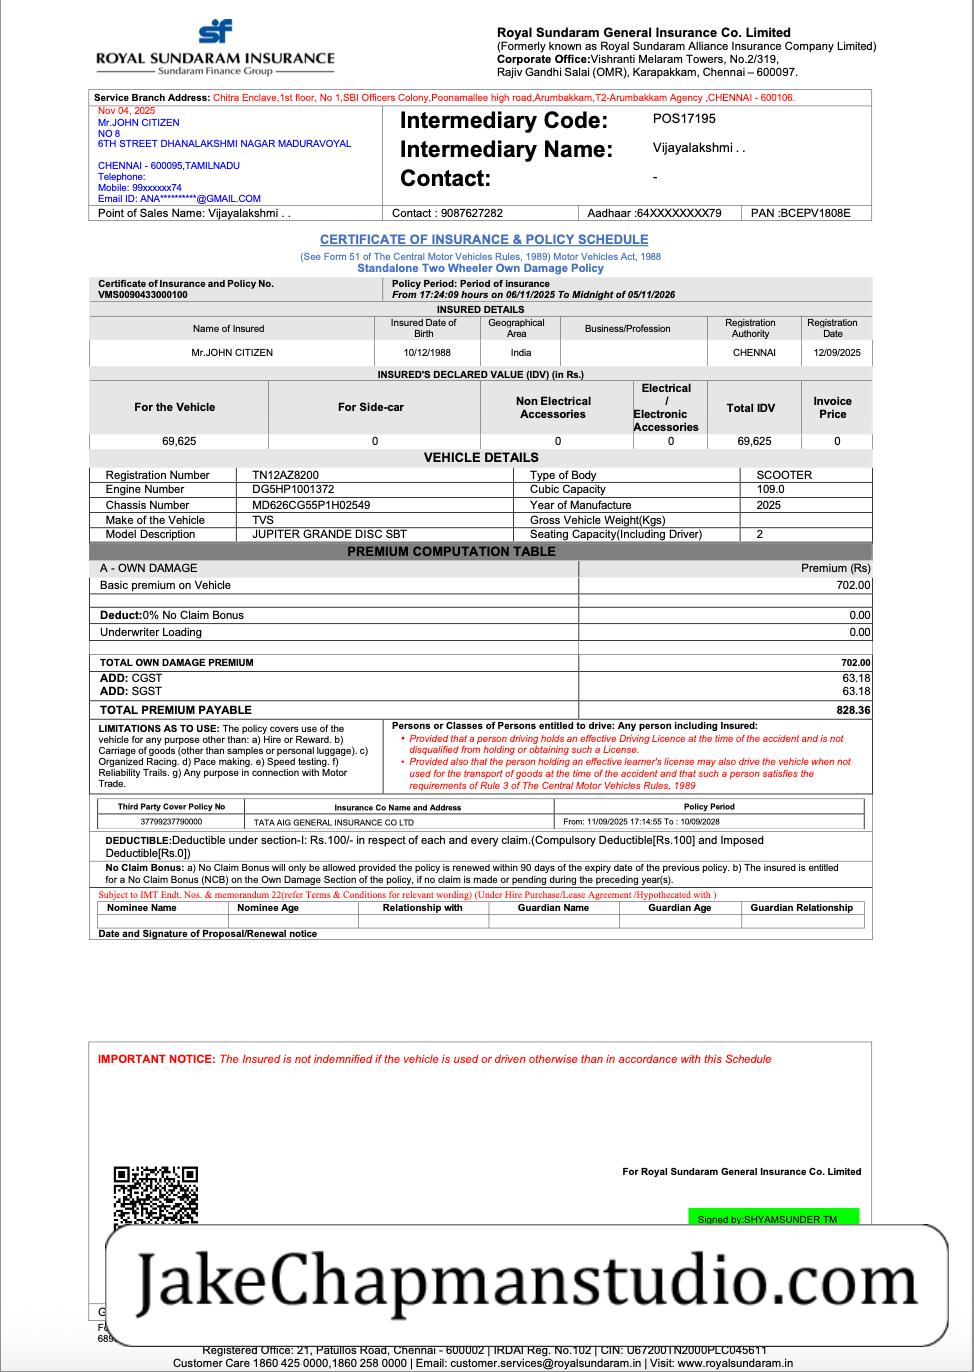 sf
ROYAL SUNDARAM INSURANCE
Sundaram Finance Group
Royal Sundaram General Insurance Co. Limited
(Formerly known as Royal Sundaram Alliance Insurance Company Limited)
Corporate Office:Vishranti Melaram Towers, No.2/319,
Rajiv Gandhi Salai (OMR), Karapakkam, Chennai – 600097.
Service Branch Address: Chitra Enclave,1st floor, No 1,SBI Officers Colony,Poonamallee high road,Arumbakkam,T2-Arumbakkam Agency ,CHENNAI - 600106.
Nov 04, 2025
Mr.JOHN CITIZEN
NO 8
6TH STREET DHANALAKSHMI NAGAR MADURAVOYAL
CHENNAI - 600095,TAMILNADU
Telephone:
Mobile: 99xxxxxx74
Email ID: ANA**********@GMAIL.COM
Intermediary Code: POS17195
Intermediary Name: Vijayalakshmi . .
Contact: -
Point of Sales Name: Vijayalakshmi . . Contact : 9087627282 Aadhaar :64XXXXXXXX79 PAN :BCEPV1808E
CERTIFICATE OF INSURANCE & POLICY SCHEDULE
(See Form 51 of The Central Motor Vehicles Rules, 1989) Motor Vehicles Act, 1988
Standalone Two Wheeler Own Damage Policy
Certificate of Insurance and Policy No. Policy Period: Period of insurance
VMS0090433000100 From 17:24:09 hours on 06/11/2025 To Midnight of 05/11/2026
INSURED DETAILS
Name of Insured Insured Date of Birth Geographical Area Business/Profession Registration Authority Registration Date
Mr.JOHN CITIZEN 10/12/1988 India CHENNAI 12/09/2025
INSURED'S DECLARED VALUE (IDV) (in Rs.)
For the Vehicle For Side-car Non Electrical Accessories Electrical / Electronic Accessories Total IDV Invoice Price
69,625 0 0 0 69,625 0
VEHICLE DETAILS
Registration Number TN12AZ8200 Type of Body SCOOTER
Engine Number DG5HP1001372 Cubic Capacity 109.0
Chassis Number MD626CG55P1H02549 Year of Manufacture 2025
Make of the Vehicle TVS Gross Vehicle Weight(Kgs)
Model Description JUPITER GRANDE DISC SBT Seating Capacity(Including Driver) 2
PREMIUM COMPUTATION TABLE
A - OWN DAMAGE Premium (Rs)
Basic premium on Vehicle 702.00
Deduct:0% No Claim Bonus 0.00
Underwriter Loading 0.00
TOTAL OWN DAMAGE PREMIUM 702.00
ADD: CGST 63.18
ADD: SGST 63.18
TOTAL PREMIUM PAYABLE 828.36
LIMITATIONS AS TO USE: The policy covers use of the
vehicle for any purpose other than: a) Hire or Reward. b)
Carriage of goods (other than samples or personal luggage). c)
Organized Racing. d) Pace making. e) Speed testing. f)
Reliability Trails. g) Any purpose in connection with Motor
Trade.
Persons or Classes of Persons entitled to drive: Any person including Insured:
• Provided that a person driving holds an effective Driving Licence at the time of the accident and is not
disqualified from holding or obtaining such a License.
• Provided also that the person holding an effective learner's license may also drive the vehicle when not
used for the transport of goods at the time of the accident and that such a person satisfies the
requirements of Rule 3 of The Central Motor Vehicles Rules, 1989
Third Party Cover Policy No Insurance Co Name and Address Policy Period
37799237790000 TATA AIG GENERAL INSURANCE CO LTD From: 11/09/2025 17:14:55 To : 10/09/2028
DEDUCTIBLE:Deductible under section-I: Rs.100/- in respect of each and every claim.(Compulsory Deductible[Rs.100] and Imposed
Deductible[Rs.0])
No Claim Bonus: a) No Claim Bonus will only be allowed provided the policy is renewed within 90 days of the expiry date of the previous policy. b) The insured is entitled
for a No Claim Bonus (NCB) on the Own Damage Section of the policy, if no claim is made or pending during the preceding year(s).
Subject to IMT Endt. Nos. & memorandum 22(refer Terms & Conditions for relevant wording) (Under Hire Purchase/Lease Agreement /Hypothecated with )
Nominee Name Nominee Age Relationship with Guardian Name Guardian Age Guardian Relationship
Date and Signature of Proposal/Renewal notice
IMPORTANT NOTICE: The Insured is not indemnified if the vehicle is used or driven otherwise than in accordance with this Schedule
For Royal Sundaram General Insurance Co. Limited
Signed by:SHYAMSUNDER TM
JakeChapmanstudio.com
Registered Office: 21, Patullos Road, Chennai - 600002 | IRDAI Reg. No.102 | CIN: U67200TN2000PLC045611
Customer Care 1860 425 0000,1860 258 0000 | Email: customer.services@royalsundaram.in | Visit: www.royalsundaram.in